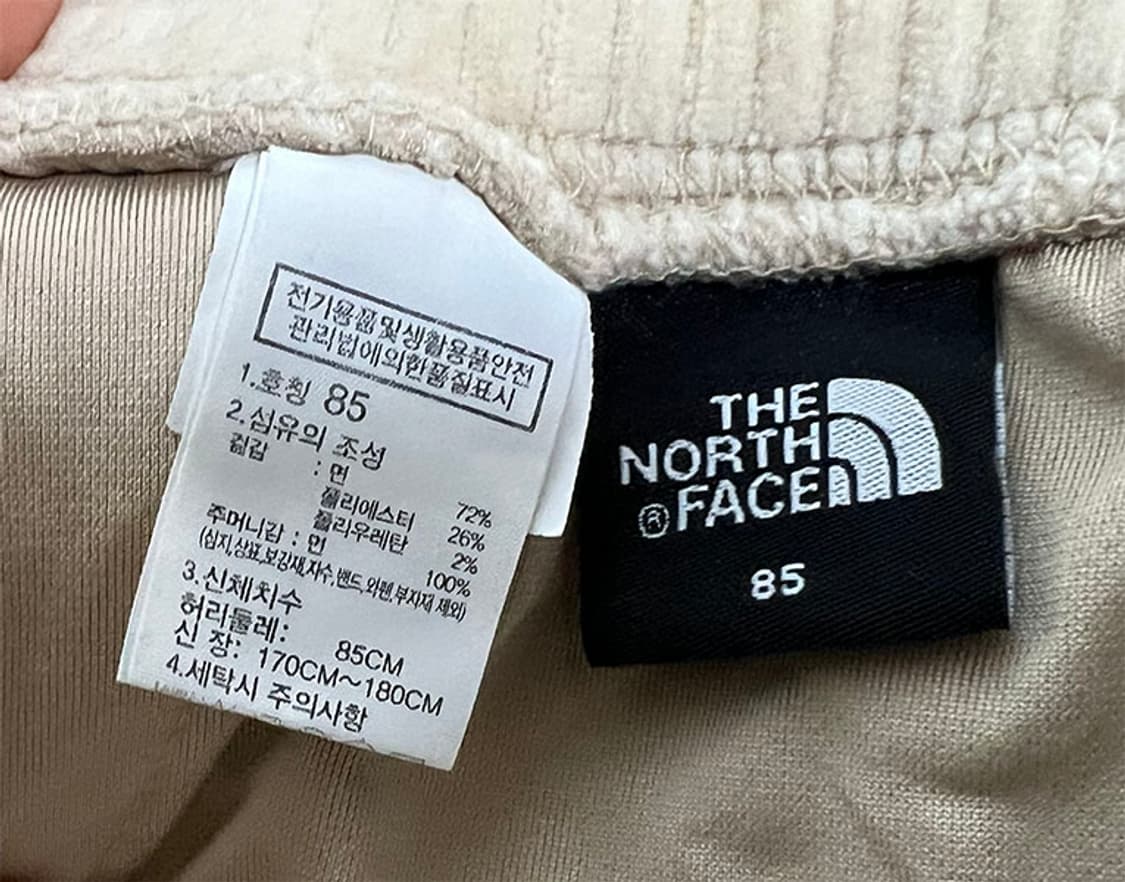 전기용품및생활용품안전
관리법에의한품질표시
1.호칭 85
2.섬유의 조성
겉감 : 면 72%
폴리에스터 26%
폴리우레탄 2%
주머니감 : 면 100%
(심지,상표,보강재,자수,밴드,와펜,부자재 제외)
3.신체치수
허리둘레: 85CM
신 장: 170CM~180CM
4.세탁시 주의사항
THE
NORTH
® FACE
85